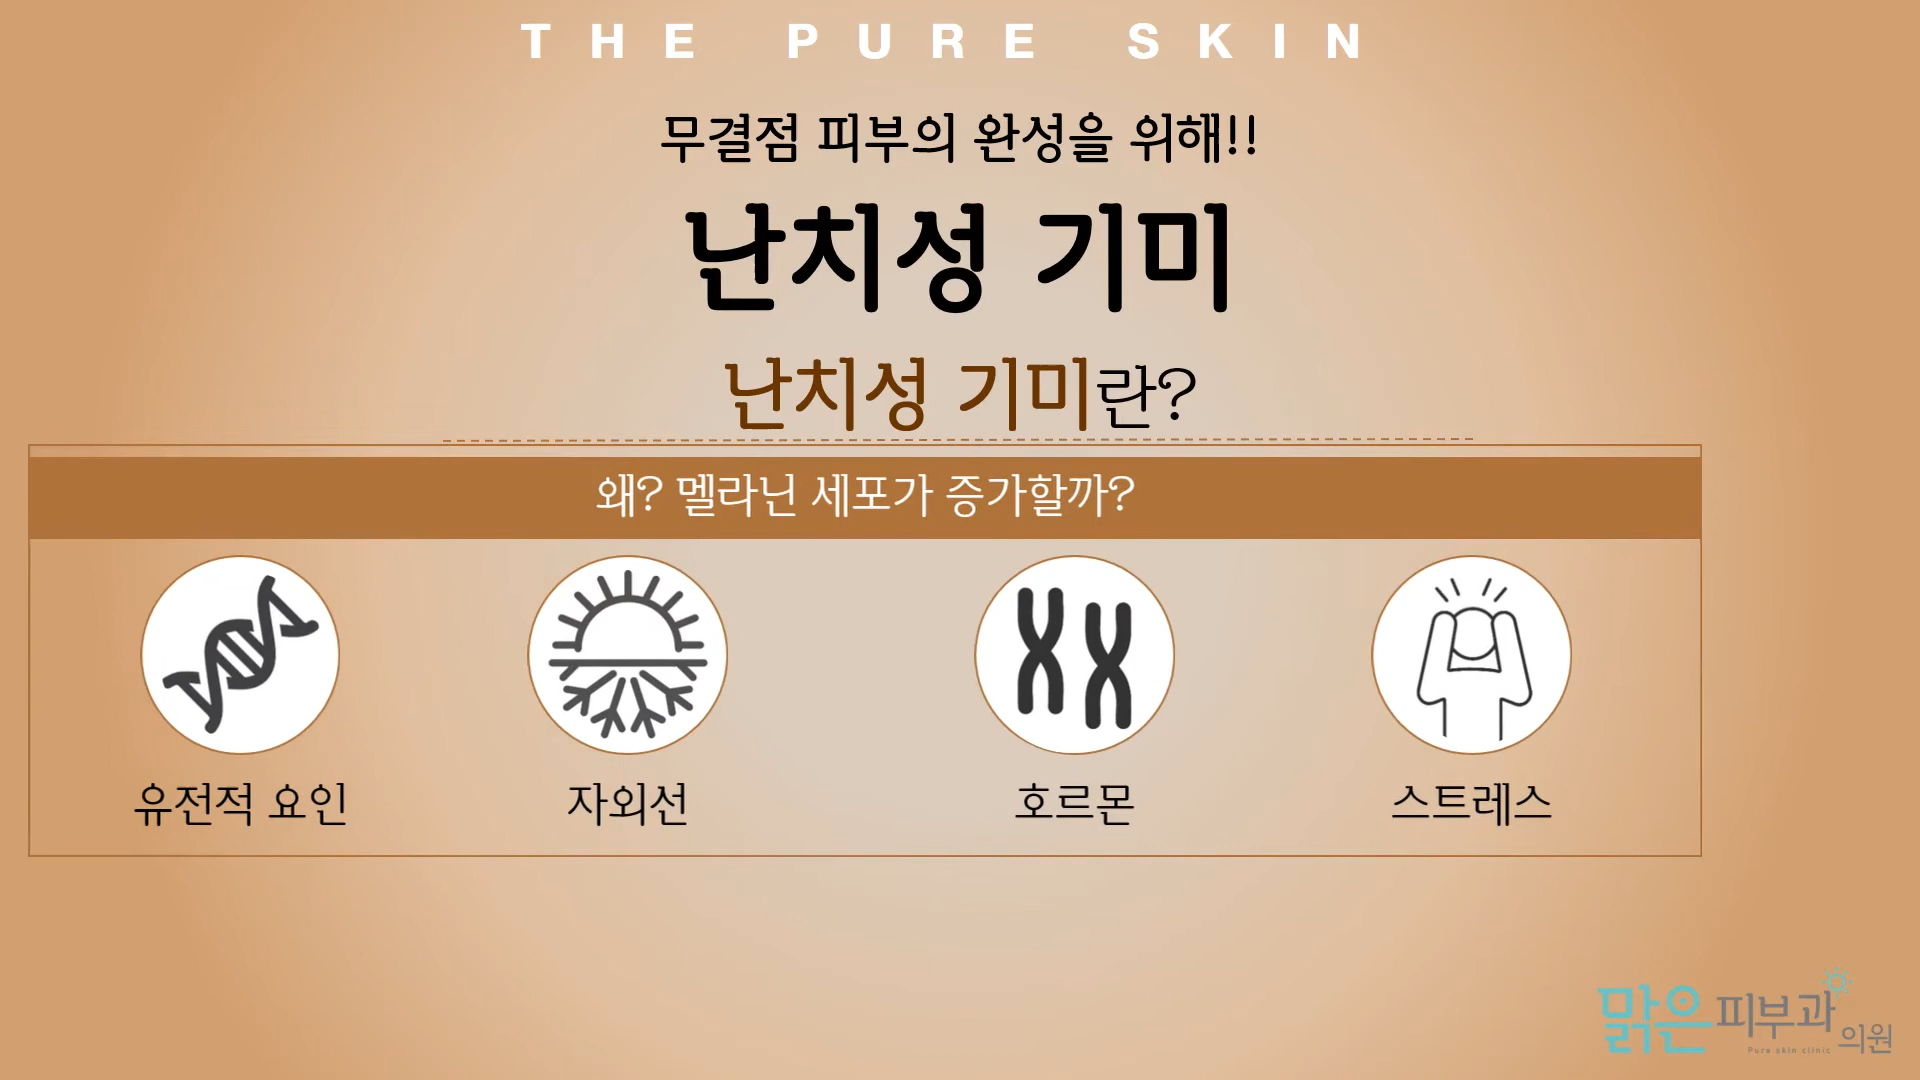 THE PURE SKIN
무결점 피부의 완성을 위해!!
난치성 기미
난치성 기미란?
왜? 멜라닌 세포가 증가할까?
유전적 요인
자외선
호르몬
스트레스
맑은피부과의원
Pure skin clinic